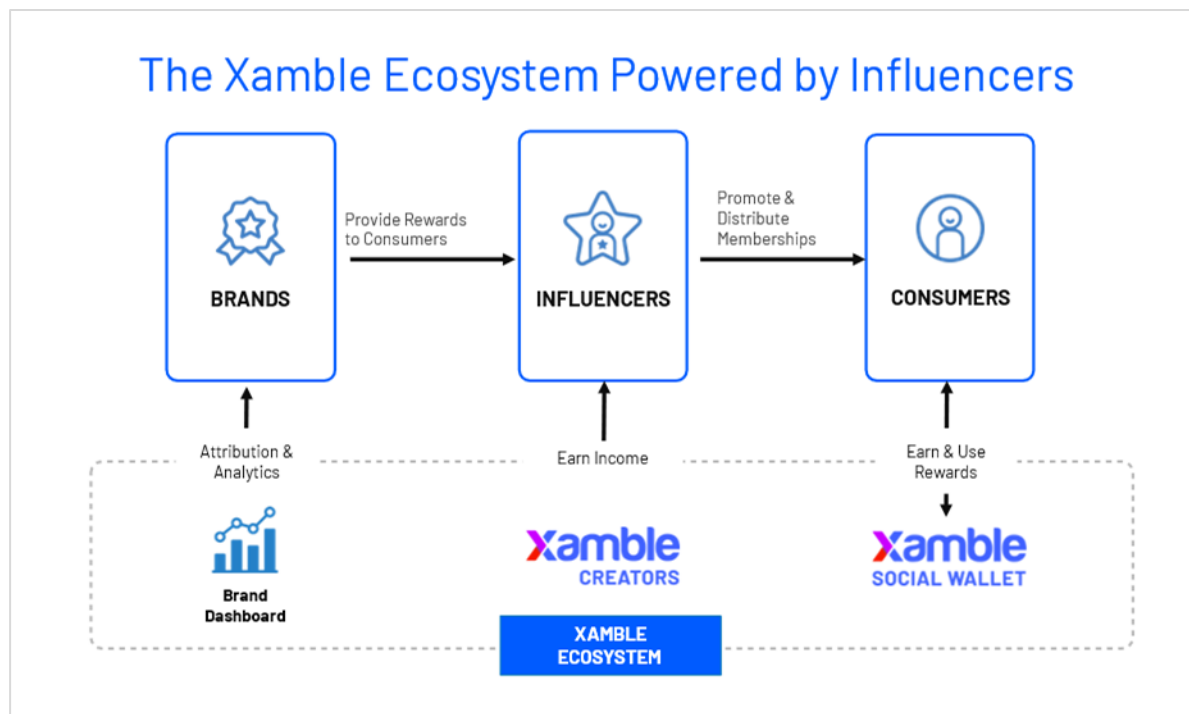 The Xamble Ecosystem Powered by Influencers
BRANDS
Provide Rewards
to Consumers
INFLUENCERS
Promote &
Distribute
Memberships
CONSUMERS
Attribution &
Analytics
Earn Income
Earn & Use
Rewards
Brand
Dashboard
Xamble
CREATORS
Xamble
SOCIAL WALLET
XAMBLE
ECOSYSTEM